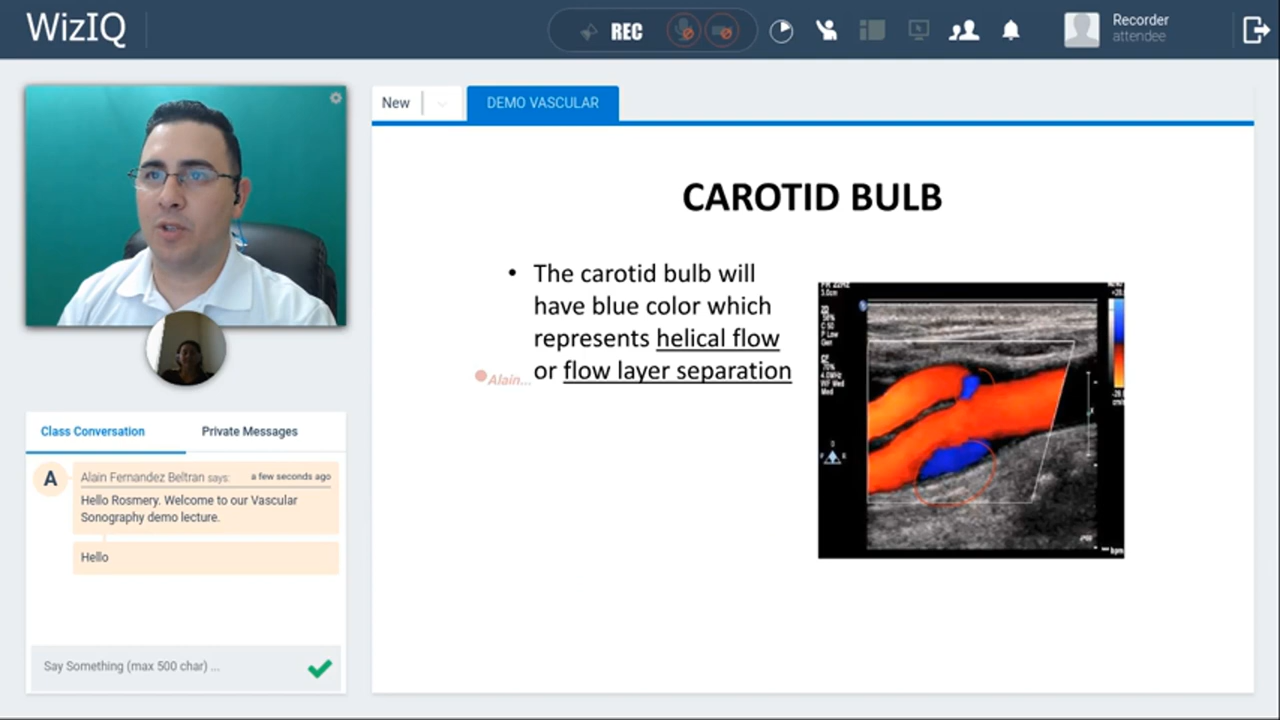 WizIQ
REC
Recorder
attendee
New
DEMO VASCULAR
CAROTID BULB
• The carotid bulb will
have blue color which
represents helical flow
or flow layer separation
Alain...
Class Conversation
Private Messages
A
Alain Fernandez Beltran says:
a few seconds ago
Hello Rosmery. Welcome to our Vascular
Sonography demo lecture.
Hello
Say Something (max 500 char) ...